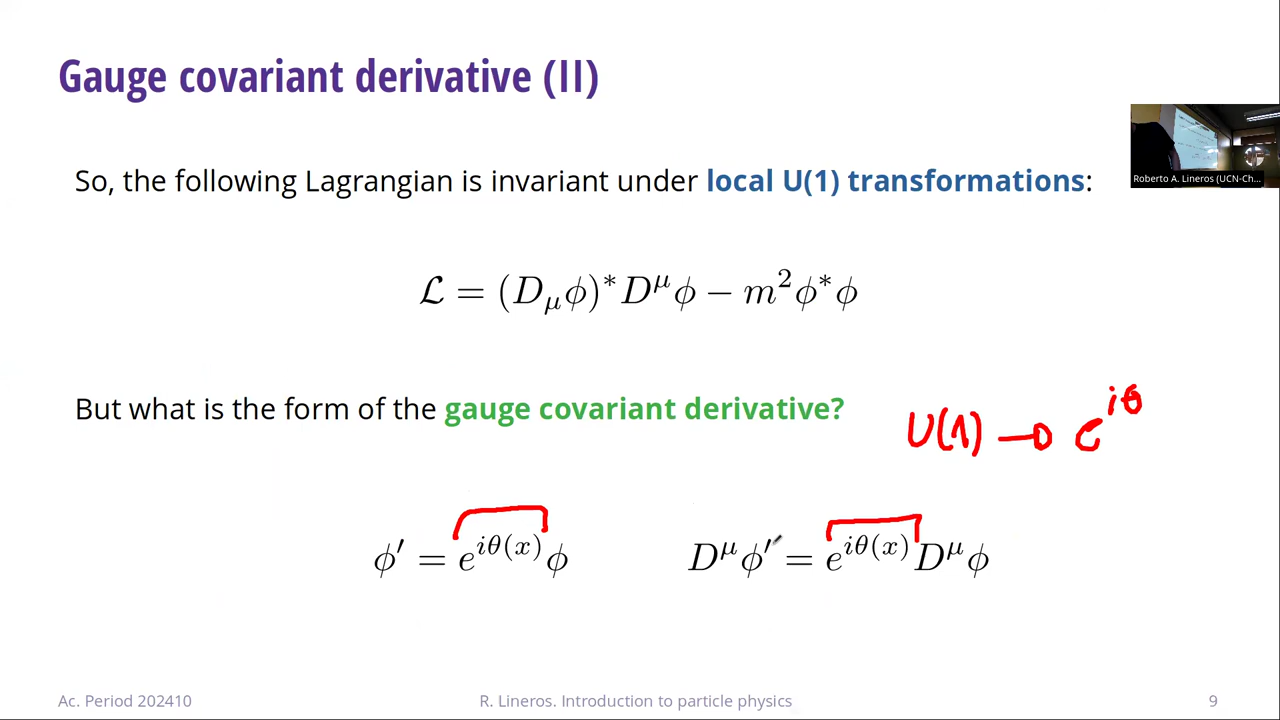 Gauge covariant derivative (II)
So, the following Lagrangian is invariant under local U(1) transformations:
Roberto A. Lineros (UCN-Ch...
ℒ = (D_μϕ)*D^μϕ − m²ϕ*ϕ
But what is the form of the gauge covariant derivative?
U(1) → e^{iθ}
ϕ′ = e^{iθ(x)}ϕ
D^μϕ′ = e^{iθ(x)}D^μϕ
Ac. Period 202410
R. Lineros. Introduction to particle physics
9